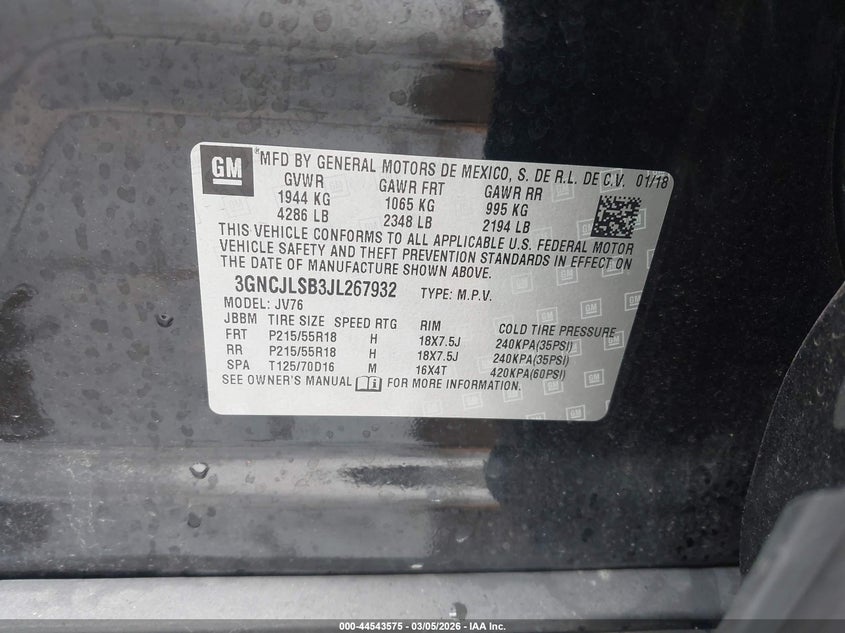 GM *MFD BY GENERAL MOTORS DE MEXICO, S. DE R.L. DE C.V. 01/18
GVWR GAWR FRT GAWR RR
1944 KG 1065 KG 995 KG
4286 LB 2348 LB 2194 LB
THIS VEHICLE CONFORMS TO ALL APPLICABLE U.S. FEDERAL MOTOR
VEHICLE SAFETY AND THEFT PREVENTION STANDARDS IN EFFECT ON
THE DATE OF MANUFACTURE SHOWN ABOVE.
3GNCJLSB3JL267932 TYPE: M.P.V.
MODEL: JV76
JBBM TIRE SIZE SPEED RTG RIM COLD TIRE PRESSURE
FRT P215/55R18 H 18X7.5J 240KPA(35PSI)
RR P215/55R18 H 18X7.5J 240KPA(35PSI)
SPA T125/70D16 M 16X4T 420KPA(60PSI)
SEE OWNER'S MANUAL FOR MORE INFORMATION.
000-44543575 — 03/05/2026 — IAA Inc.